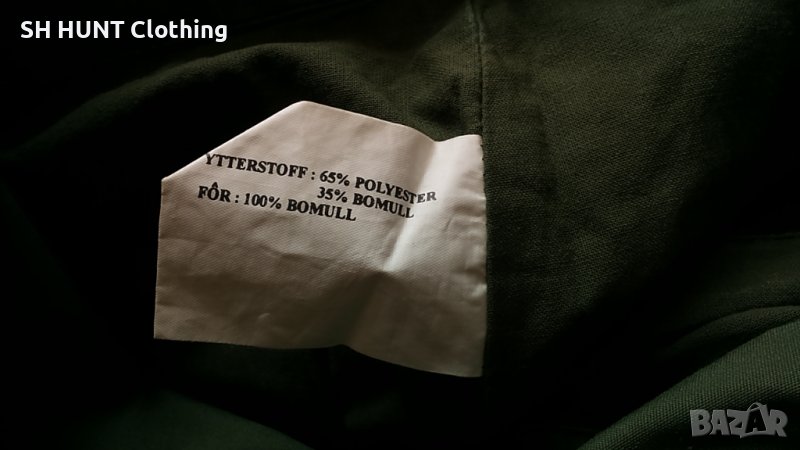 SH HUNT Clothing
YTTERSTOFF : 65% POLYESTER
35% BOMULL
FÔR : 100% BOMULL
BAZAR